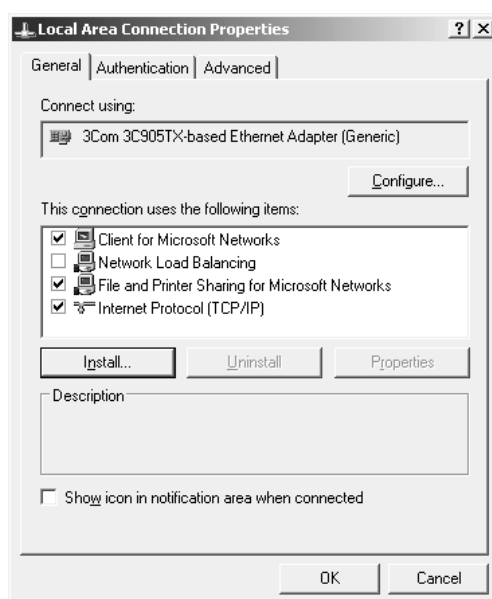 Local Area Connection Properties
General Authentication Advanced
Connect using:
3Com 3C905TX-based Ethernet Adapter (Generic)
Configure...
This connection uses the following items:
Client for Microsoft Networks
Network Load Balancing
File and Printer Sharing for Microsoft Networks
Internet Protocol (TCP/IP)
Install... Uninstall Properties
Description
Show icon in notification area when connected
OK Cancel